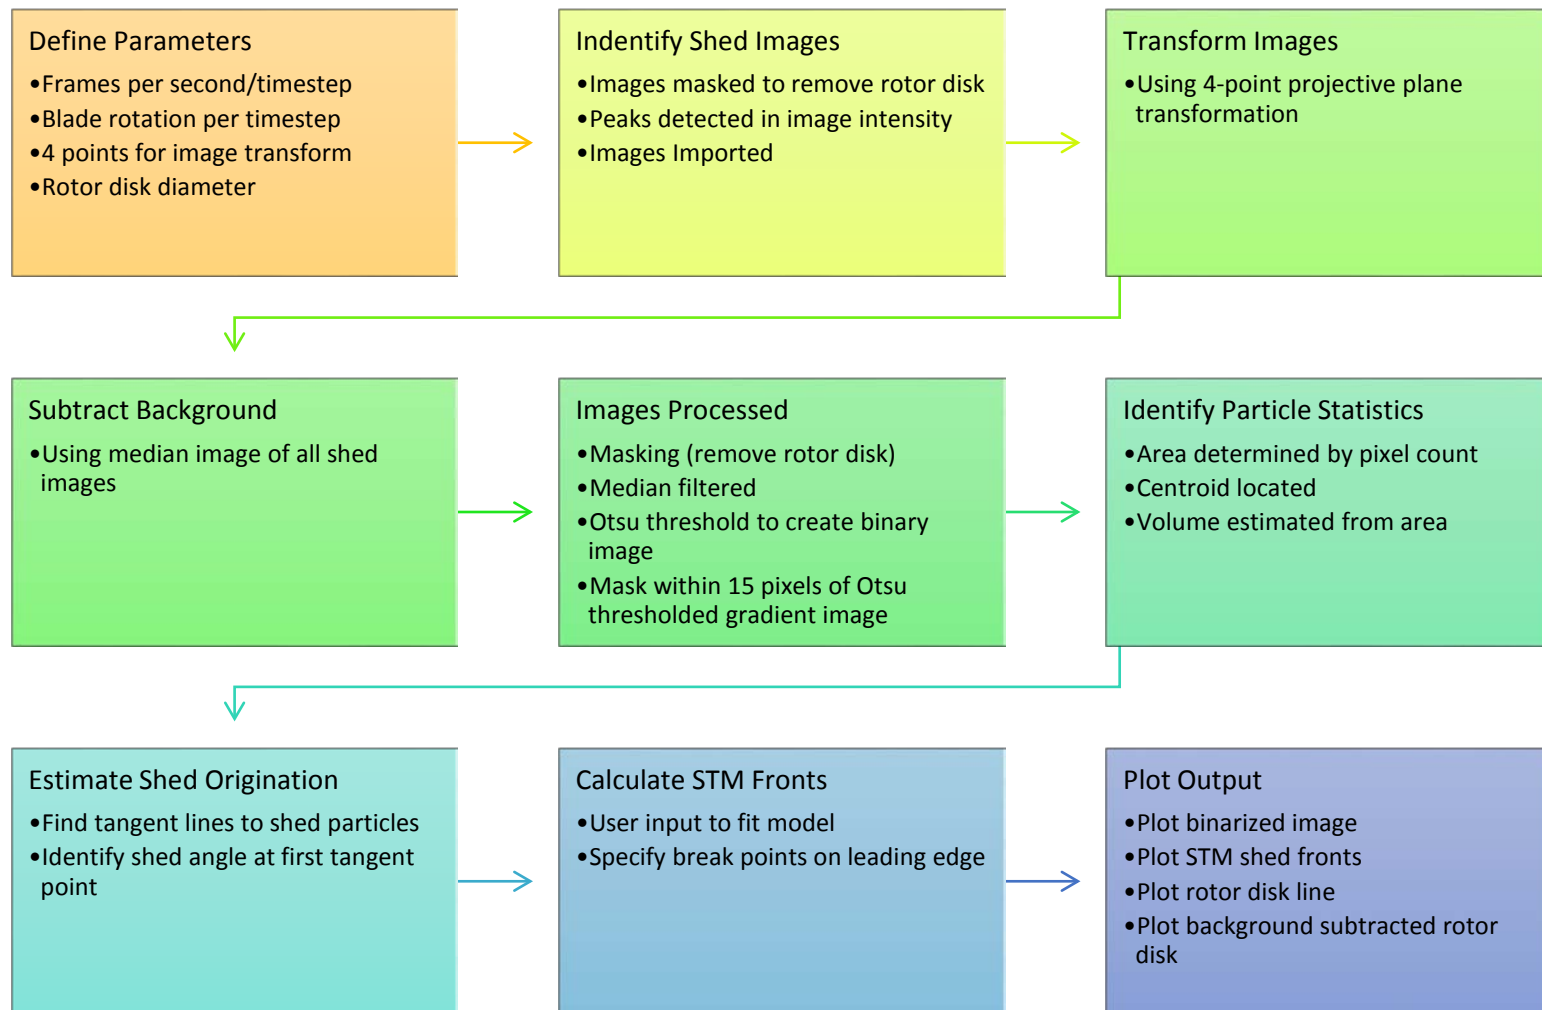 Define Parameters
•Frames per second/timestep
•Blade rotation per timestep
•4 points for image transform
•Rotor disk diameter
Indentify Shed Images
•Images masked to remove rotor disk
•Peaks detected in image intensity
•Images Imported
Transform Images
•Using 4-point projective plane
transformation
Subtract Background
•Using median image of all shed
images
Images Processed
•Masking (remove rotor disk)
•Median filtered
•Otsu threshold to create binary
image
•Mask within 15 pixels of Otsu
thresholded gradient image
Identify Particle Statistics
•Area determined by pixel count
•Centroid located
•Volume estimated from area
Estimate Shed Origination
•Find tangent lines to shed particles
•Identify shed angle at first tangent
point
Calculate STM Fronts
•User input to fit model
•Specify break points on leading edge
Plot Output
•Plot binarized image
•Plot STM shed fronts
•Plot rotor disk line
•Plot background subtracted rotor
disk